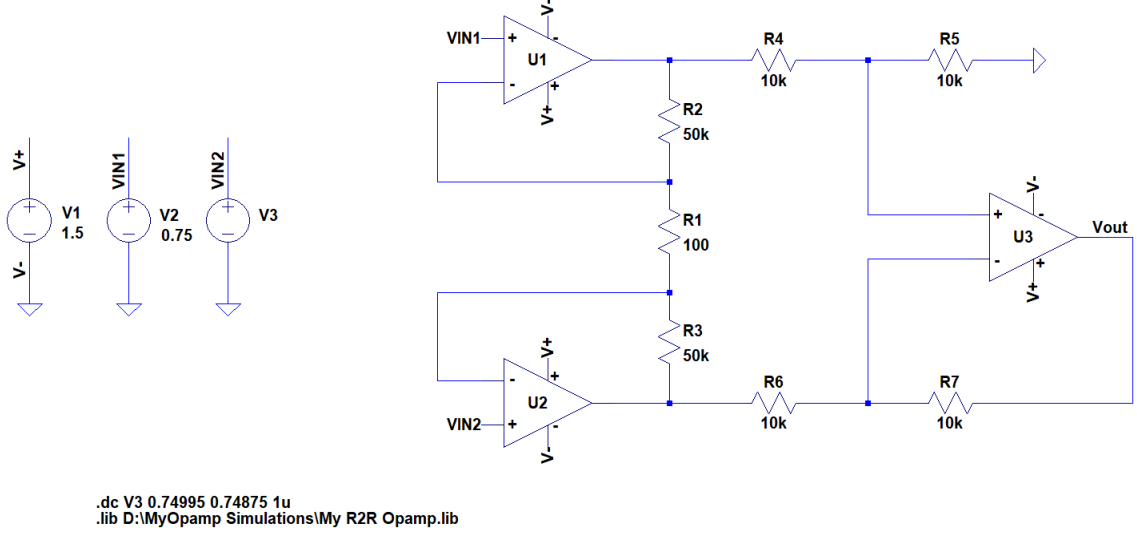 V-
VIN1
+
-
U1
-
+
V+
R4
10k
R5
10k
R2
50k
V+
VIN1
VIN2
+
-
V1
1.5
+
-
V2
0.75
+
-
V3
V-
R1
100
V-
+
-
U3
-
+
V+
Vout
R3
50k
V+
-
+
U2
VIN2
+
-
V-
R6
10k
R7
10k
.dc V3 0.74995 0.74875 1u
.lib D:\MyOpamp Simulations\My R2R Opamp.lib